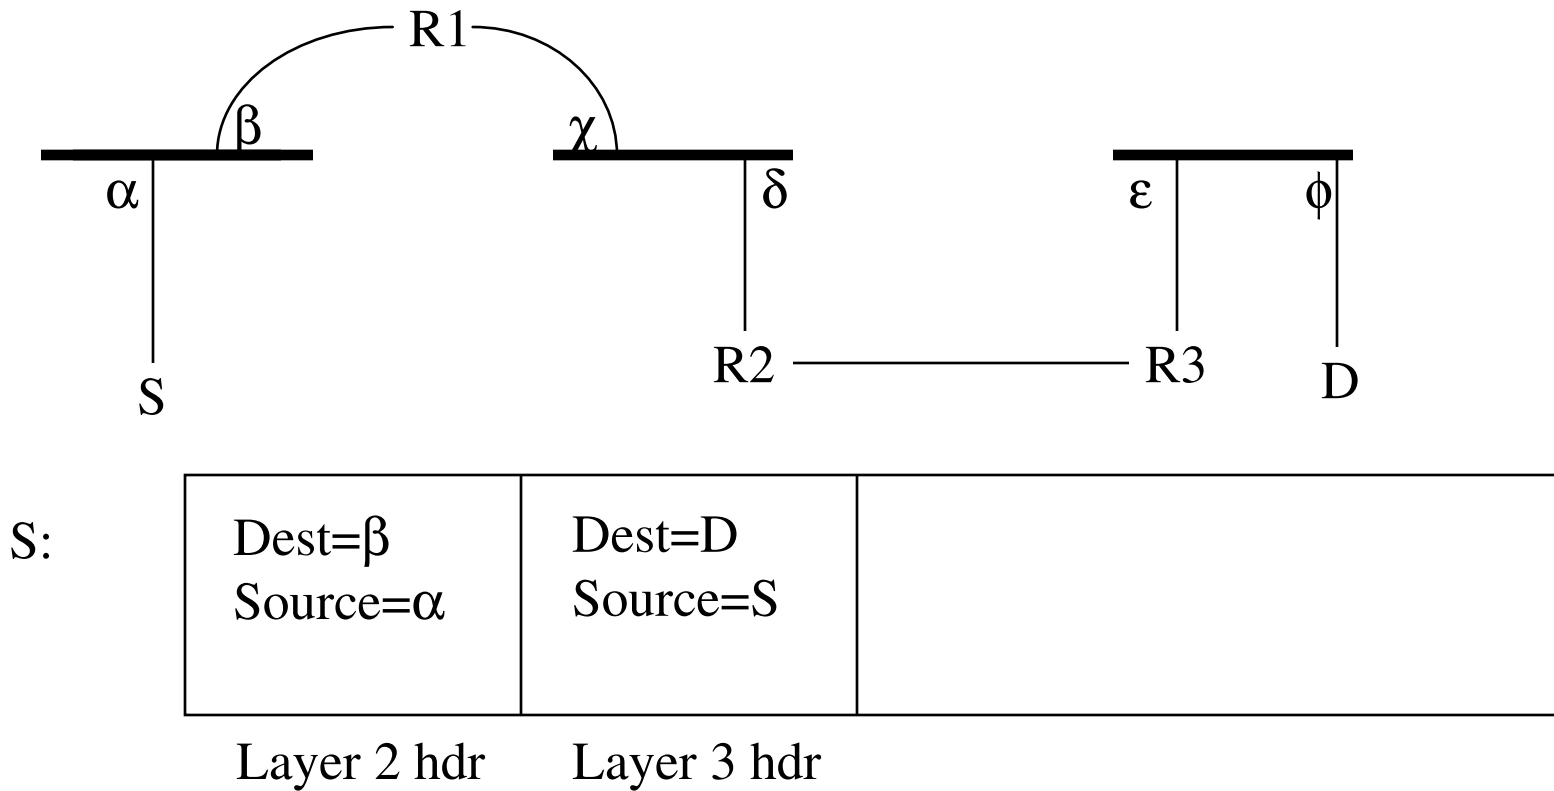 R1
β
χ
α
δ
ε
ϕ
R2
R3
S
D
S:
Dest=β
Source=α
Dest=D
Source=S
Layer 2 hdr
Layer 3 hdr